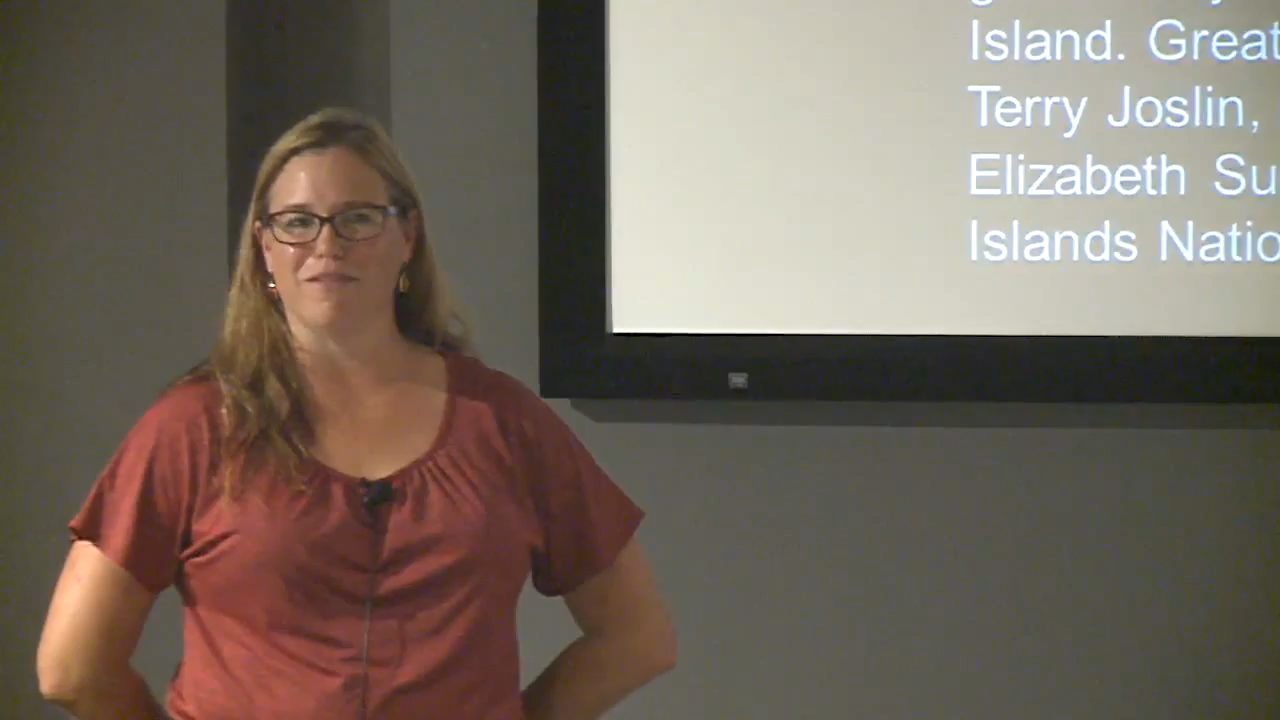 Island. Great
Terry Joslin,
Elizabeth Su
Islands Natio